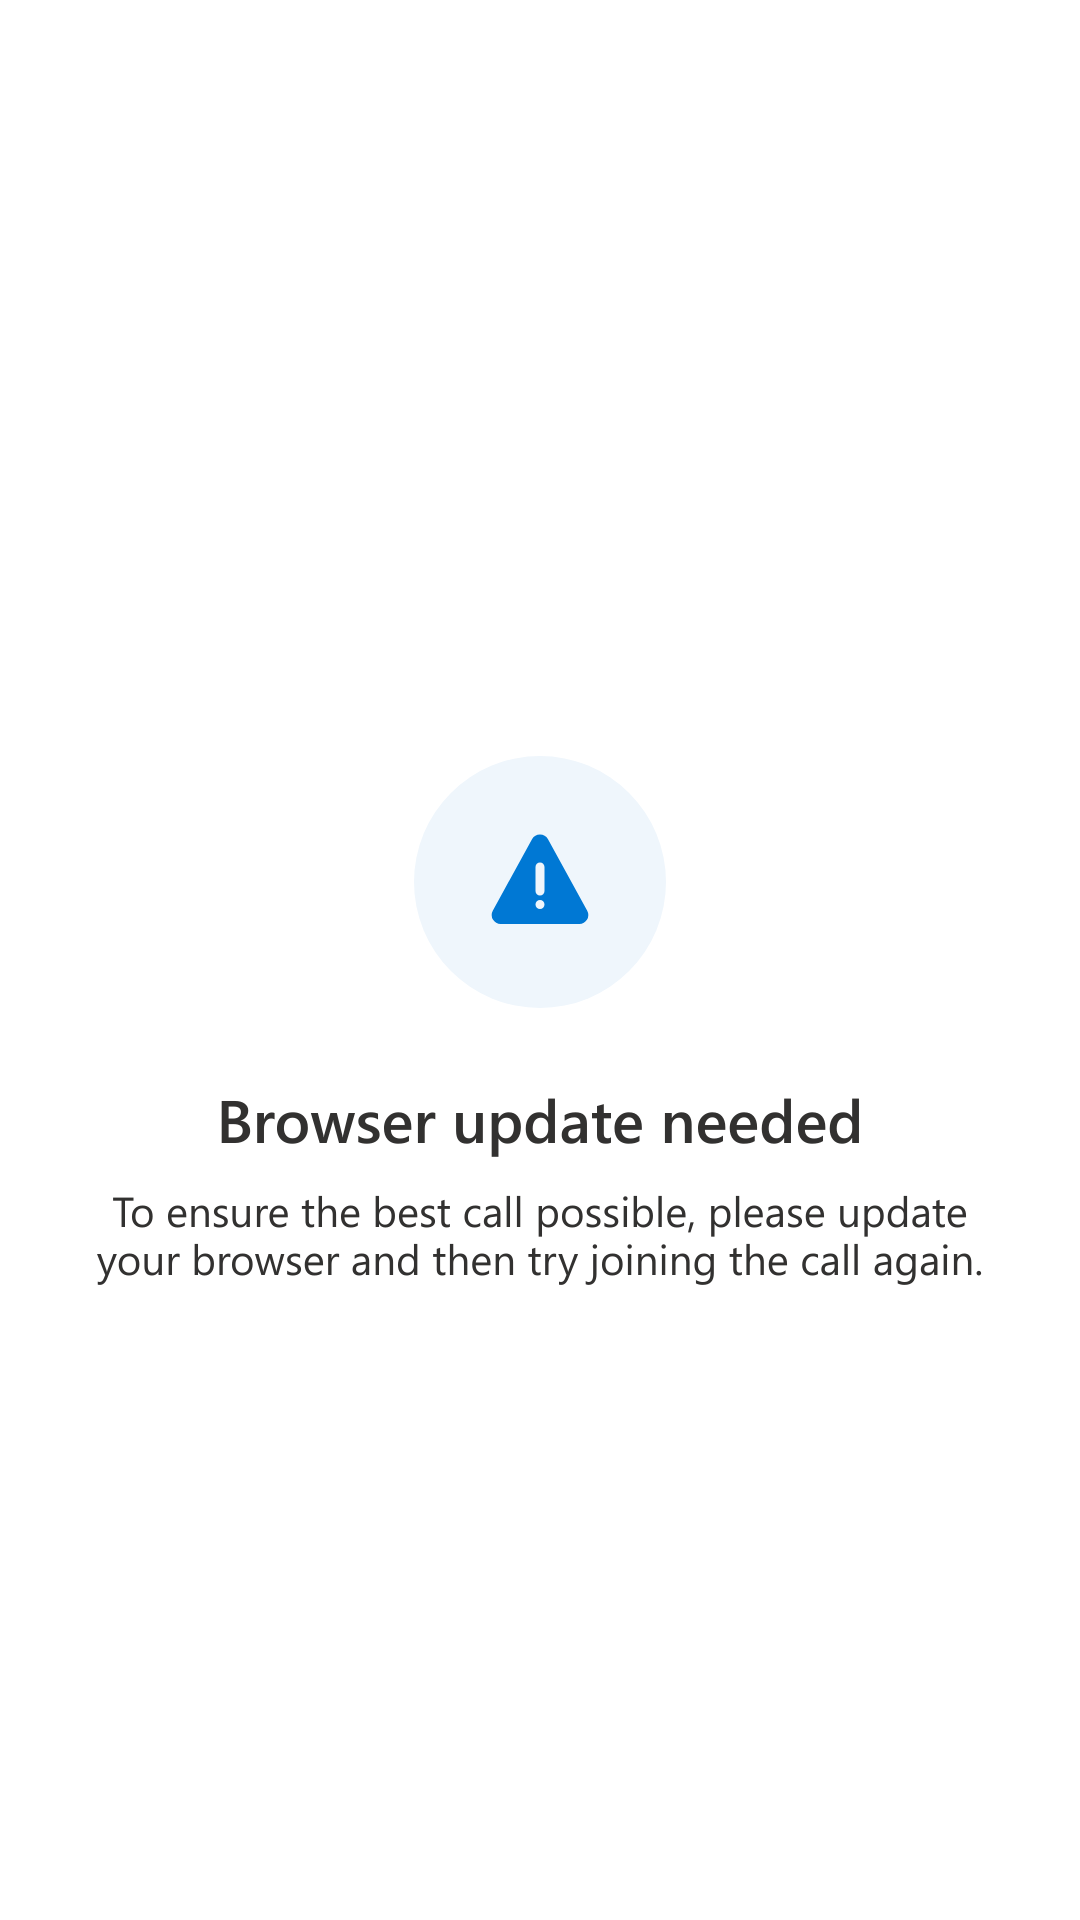 Browser update needed
To ensure the best call possible, please update
your browser and then try joining the call again.